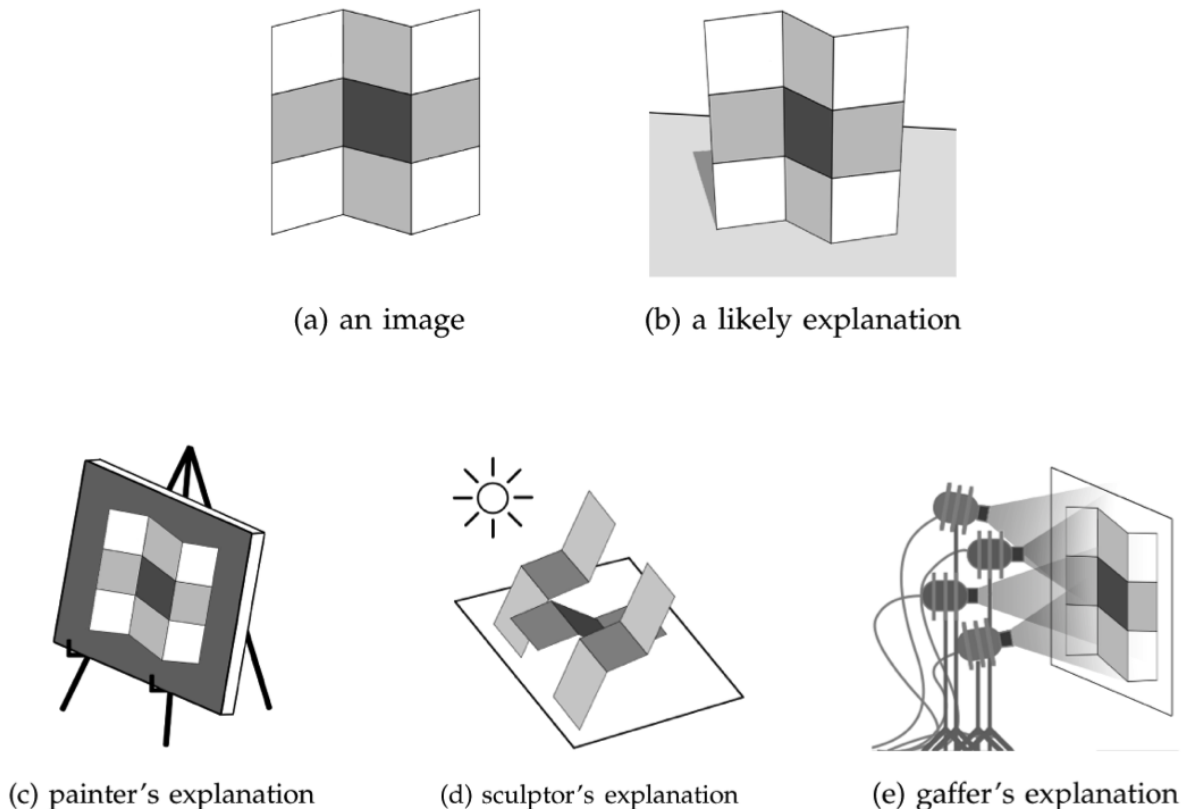 (a) an image
(b) a likely explanation
(c) painter's explanation
(d) sculptor's explanation
(e) gaffer's explanation